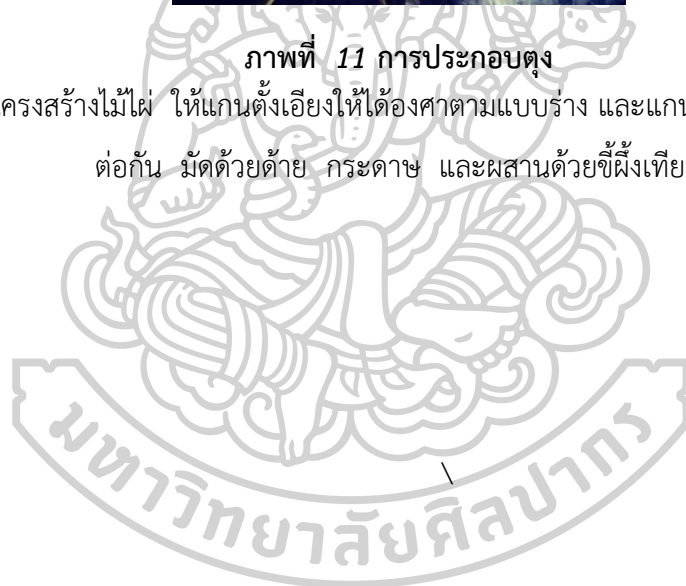 ภาพที่ 11 การประกอบตุง
ครงสร้างไม้ไผ่ ให้แกนตั้งเอียงให้ได้องศาตามแบบร่าง และแกน
ต่อกัน มัดด้วยด้าย กระดาษ และผสานด้วยขี้ผึ้งเทีย
\
มหาวิทยาลัยศิลปากร